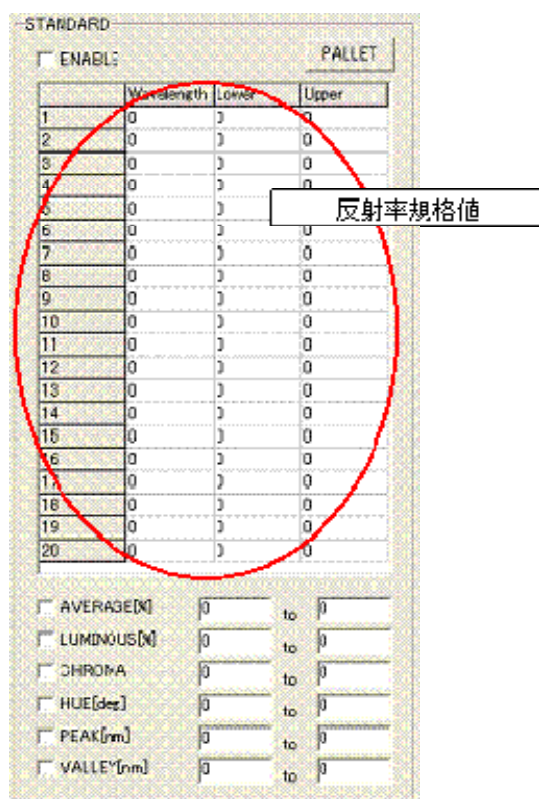 STANDARD
ENABLE PALLET
Wavelength Lower Upper
1 0 0 0
2 0 0 0
3 0 0 0
4 0 0 0
5 0 0
反射率規格値
6 0 0 0
7 0 0 0
8 0 0 0
9 0 0 0
10 0 0 0
11 0 0 0
12 0 0 0
13 0 0 0
14 0 0 0
15 0 0 0
16 0 0 0
17 0 0 0
18 0 0 0
19 0 0 0
20 0 0 0
AVERAGE[%] 0 to 0
LUMINOUS[%] 0 to 0
CHROMA 0 to 0
HUE[deg] 0 to 0
PEAK[nm] 0 to 0
VALLEY[nm] 0 to 0